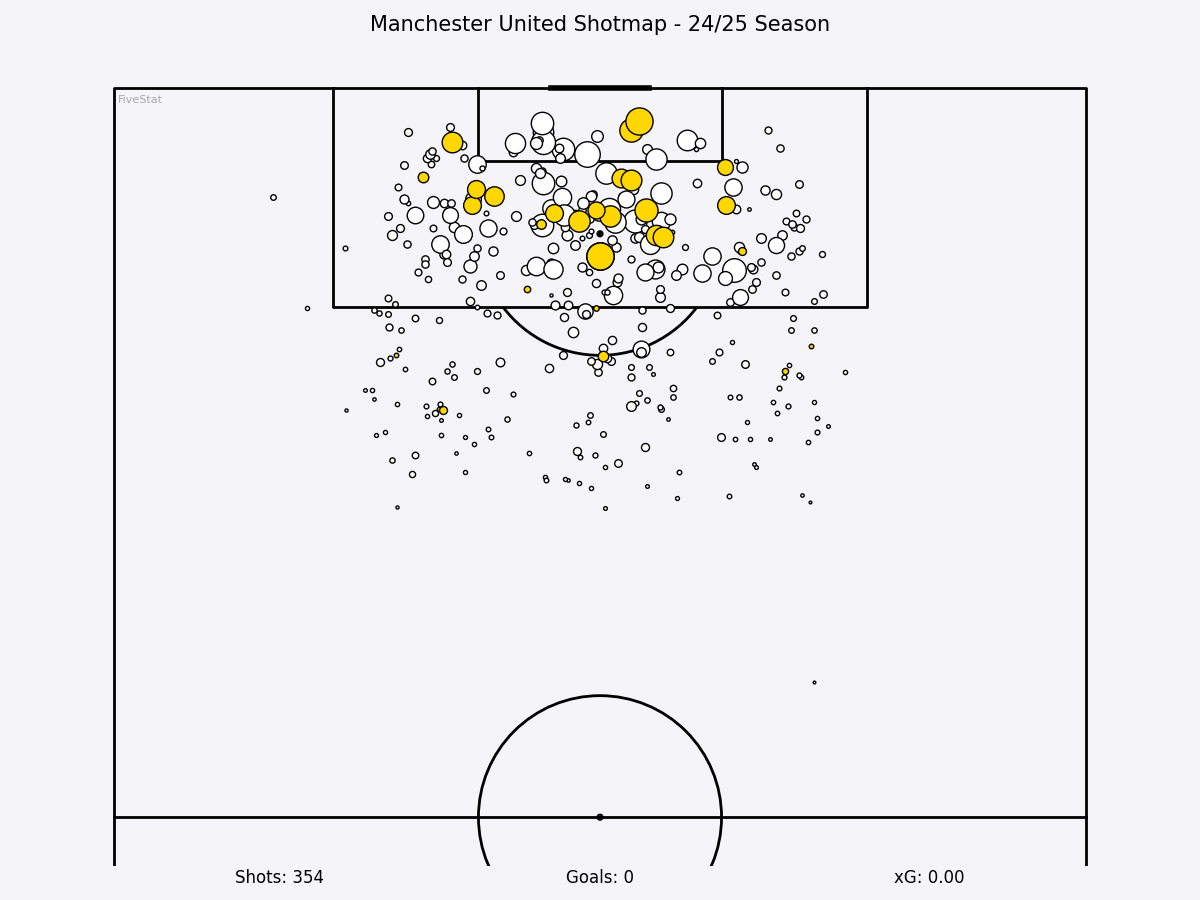 Manchester United Shotmap - 24/25 Season
FiveStat
Shots: 354
Goals: 0
xG: 0.00